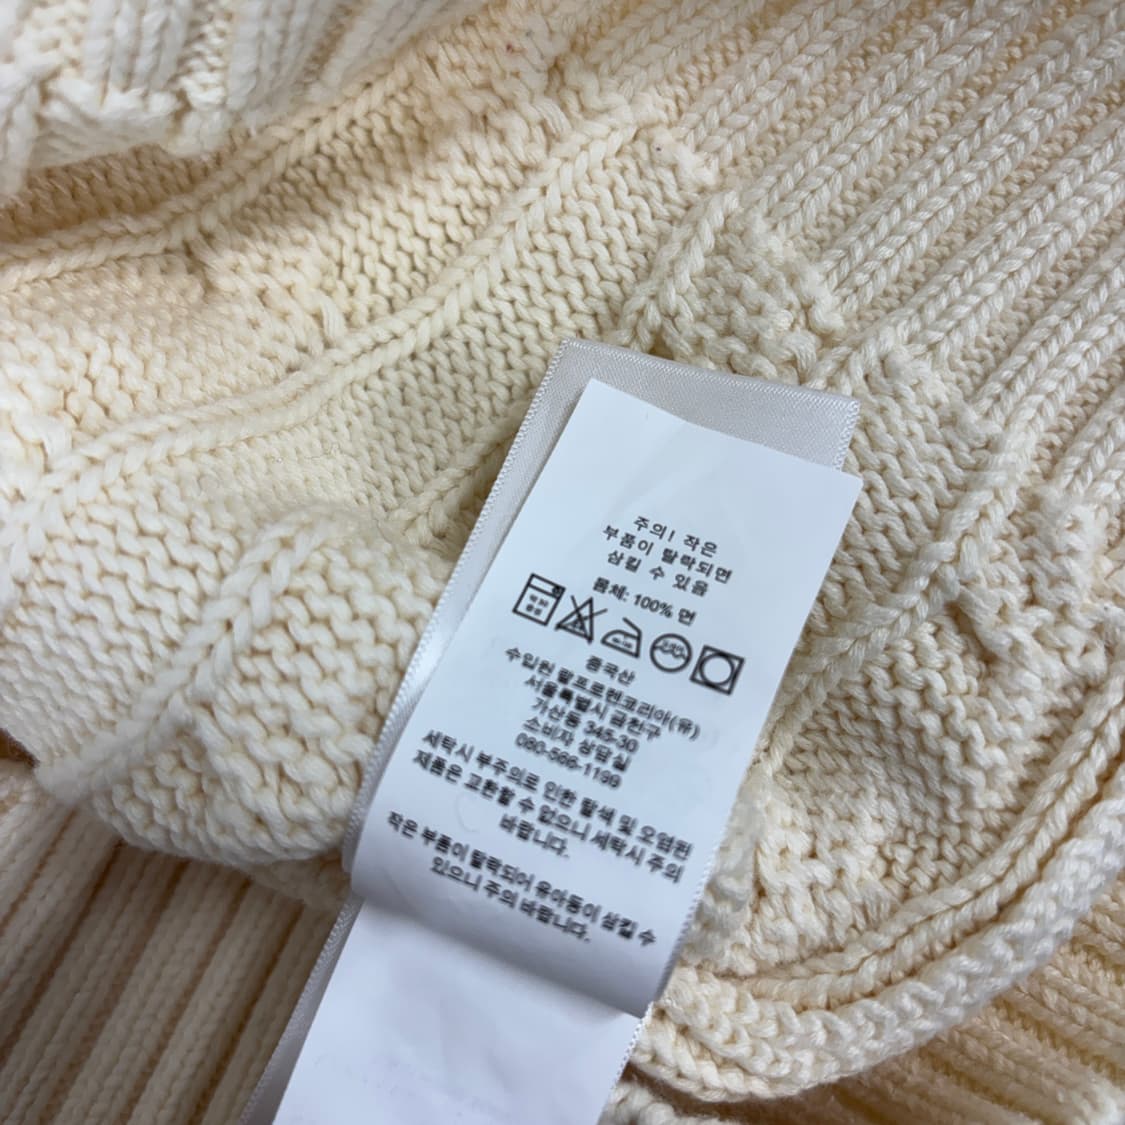 주의! 작은
부품이 탈락되면
삼킬 수 있음
몸체: 100% 면
중국산
수입원 랄프로렌코리아(유)
서울특별시 금천구
가산동 345-30
소비자 상담실
080-566-1199
세탁시 부주의로 인한 탈색 및 오염된
제품은 교환할 수 없으니 세탁시 주의
바랍니다.
작은 부품이 탈락되어 유아동이 삼킬 수
있으니 주의 바랍니다.